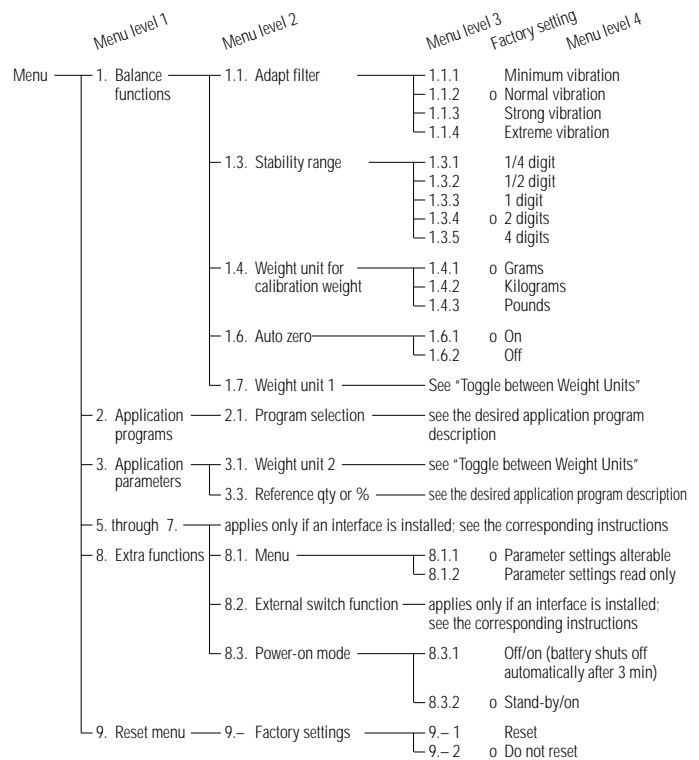 Menu level 1 Menu level 2 Menu level 3 Factory setting Menu level 4
Menu 1. Balance functions 1.1. Adapt filter 1.1.1 Minimum vibration
1.1.2 o Normal vibration
1.1.3 Strong vibration
1.1.4 Extreme vibration
1.3. Stability range 1.3.1 1/4 digit
1.3.2 1/2 digit
1.3.3 1 digit
1.3.4 o 2 digits
1.3.5 4 digits
1.4. Weight unit for calibration weight 1.4.1 o Grams
1.4.2 Kilograms
1.4.3 Pounds
1.6. Auto zero 1.6.1 o On
1.6.2 Off
1.7. Weight unit 1 See "Toggle between Weight Units"
2. Application programs 2.1. Program selection see the desired application program
description
3. Application parameters 3.1. Weight unit 2 see "Toggle between Weight Units"
3.3. Reference qty or % see the desired application program description
5. through 7. applies only if an interface is installed; see the corresponding instructions
8. Extra functions 8.1. Menu 8.1.1 o Parameter settings alterable
8.1.2 Parameter settings read only
8.2. External switch function applies only if an interface is installed;
see the corresponding instructions
8.3. Power-on mode 8.3.1 Off/on (battery shuts off
automatically after 3 min)
8.3.2 o Stand-by/on
9. Reset menu 9.– Factory settings 9.– 1 Reset
9.– 2 o Do not reset